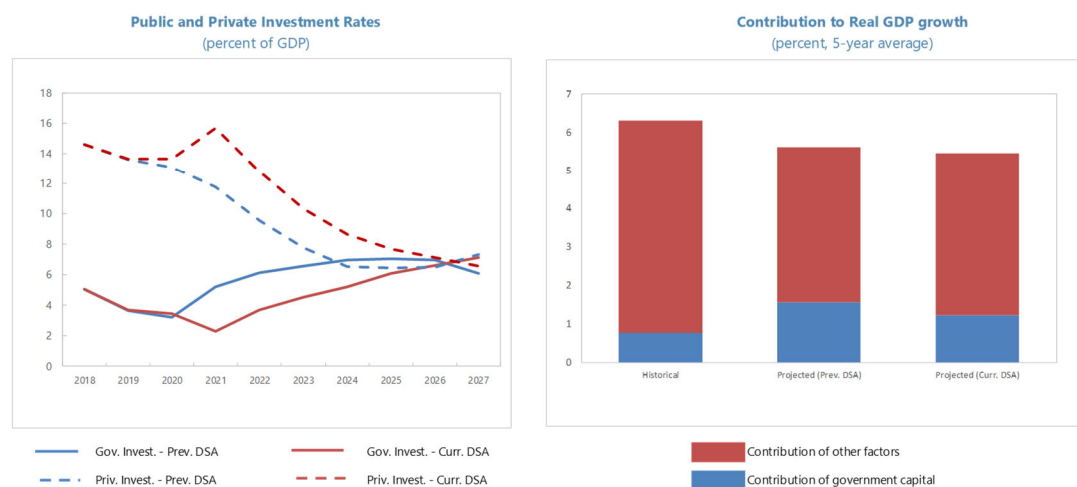 Public and Private Investment Rates
(percent of GDP)
18
16
14
12
10
8
6
4
2
0
2018 2019 2020 2021 2022 2023 2024 2025 2026 2027
Gov. Invest. - Prev. DSA
Gov. Invest. - Curr. DSA
Priv. Invest. - Prev. DSA
Priv. Invest. - Curr. DSA
Contribution to Real GDP growth
(percent, 5-year average)
7
6
5
4
3
2
1
0
Historical Projected (Prev. DSA) Projected (Curr. DSA)
Contribution of other factors
Contribution of government capital